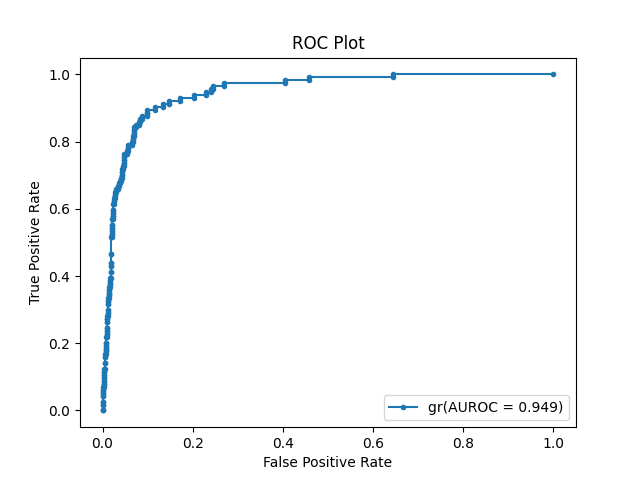 ROC Plot
True Positive Rate
1.0
0.8
0.6
0.4
0.2
0.0
gr(AUROC = 0.949)
0.0 0.2 0.4 0.6 0.8 1.0
False Positive Rate